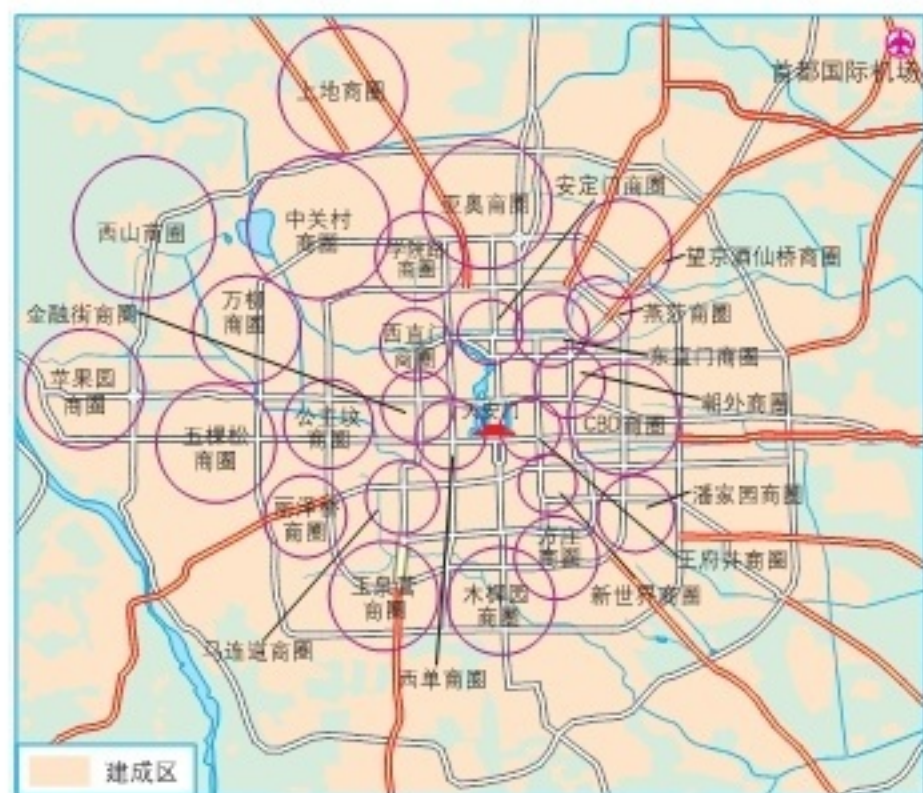 首都国际机场
上地商圈
安定门商圈
亚奥商圈
中关村
商圈
西山商圈
学院路
商圈
望京酒仙桥商圈
万柳
商圈
金融街商圈
燕莎商圈
西直门
商圈
东直门商圈
苹果园
商圈
朝外商圈
公主坟
商圈
天安门
CBD商圈
五棵松
商圈
潘家园商圈
丽泽桥
商圈
方庄
商圈
王府井商圈
玉泉营
商圈
木樨园
商圈
新世界商圈
马连道商圈
西单商圈
建成区